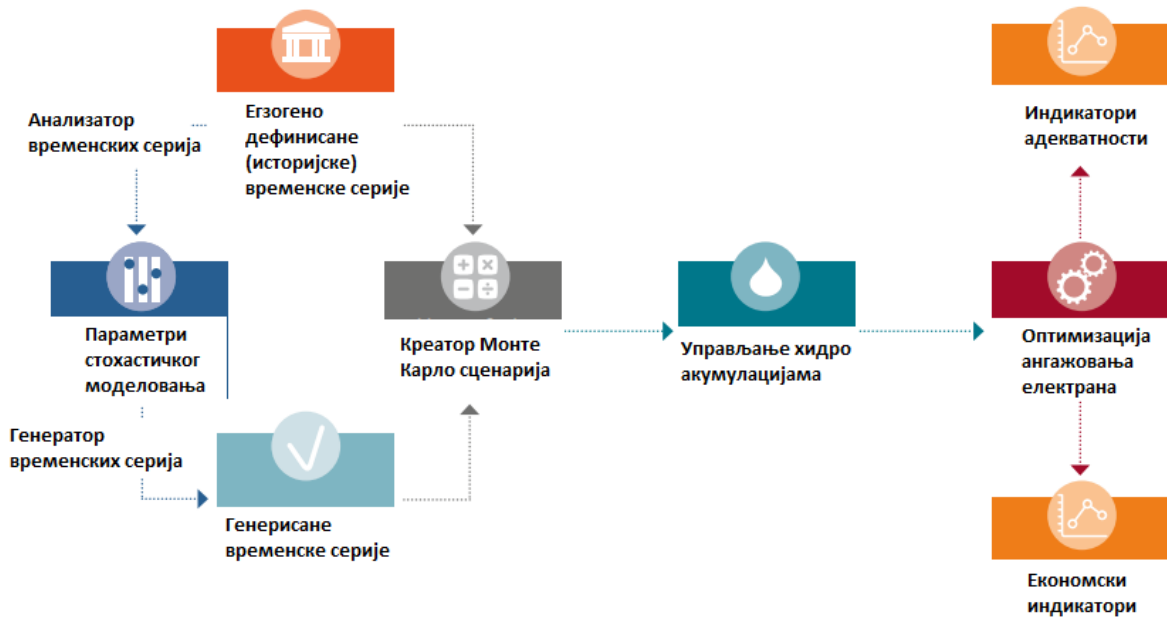 Анализатор
временских серија
Егзогено
дефинисане
(историјске)
временске серије
Индикатори
адекватности
Параметри
стохастичког
моделовања
Креатор Монте
Карло сценарија
Управљање хидро
акумулацијама
Оптимизација
ангажовања
електрана
Генератор
временских серија
Генерисане
временске серије
Економски
индикатори